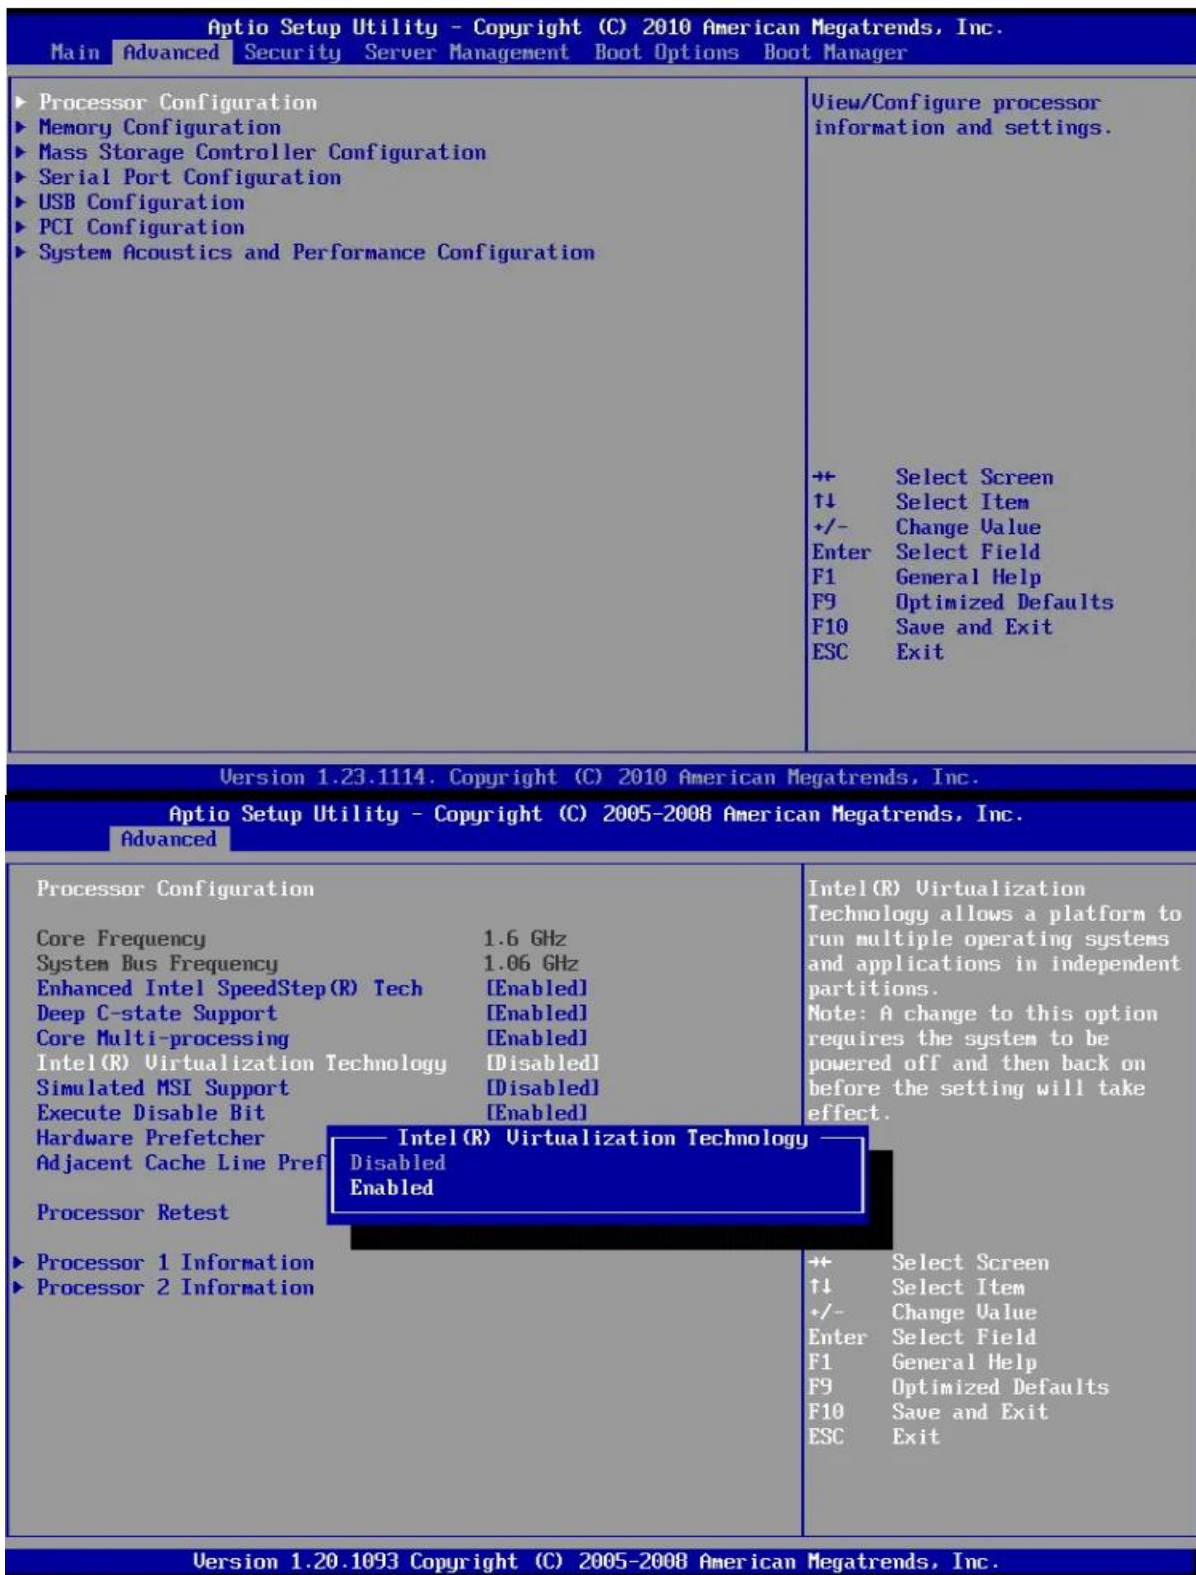 Aptio Setup Utility - Copyright (C) 2010 American Megatrends, Inc.
Main Advanced Security Server Management Boot Options Boot Manager
Processor Configuration
Memory Configuration
Mass Storage Controller Configuration
Serial Port Configuration
USB Configuration
PCI Configuration
System Acoustics and Performance Configuration
View/Configure processor
information and settings.
→← Select Screen
↑↓ Select Item
+/- Change Value
Enter Select Field
F1 General Help
F9 Optimized Defaults
F10 Save and Exit
ESC Exit
Version 1.23.1114. Copyright (C) 2010 American Megatrends, Inc.
Aptio Setup Utility - Copyright (C) 2005-2008 American Megatrends, Inc.
Advanced
Processor Configuration
Core Frequency 1.6 GHz
System Bus Frequency 1.06 GHz
Enhanced Intel SpeedStep(R) Tech [Enabled]
Deep C-state Support [Enabled]
Core Multi-processing [Enabled]
Intel(R) Virtualization Technology [Disabled]
Simulated MSI Support [Disabled]
Execute Disable Bit [Enabled]
Hardware Prefetcher
Adjacent Cache Line Pref
Processor Retest
Processor 1 Information
Processor 2 Information
Intel(R) Virtualization Technology
Disabled
Enabled
Intel(R) Virtualization
Technology allows a platform to
run multiple operating systems
and applications in independent
partitions.
Note: A change to this option
requires the system to be
powered off and then back on
before the setting will take
effect.
→← Select Screen
↑↓ Select Item
+/- Change Value
Enter Select Field
F1 General Help
F9 Optimized Defaults
F10 Save and Exit
ESC Exit
Version 1.20.1093 Copyright (C) 2005-2008 American Megatrends, Inc.